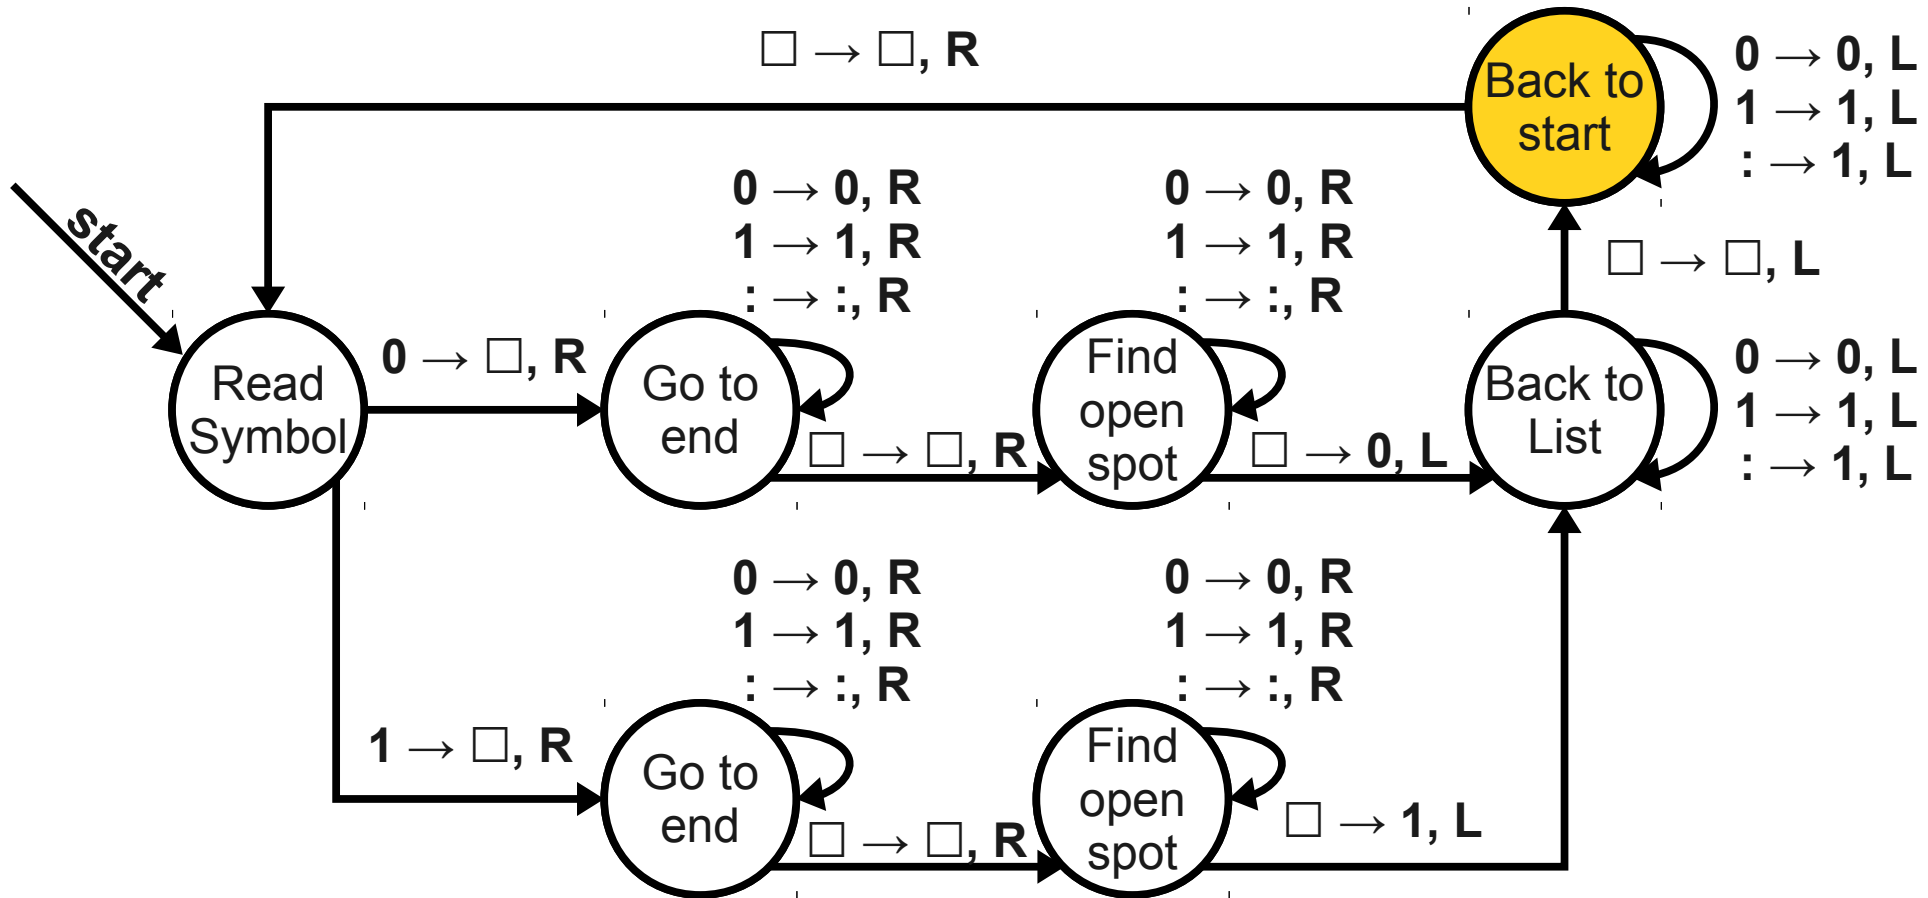 □ → □, R
Back to
start
0 → 0, L
1 → 1, L
: → 1, L
start
0 → 0, R
1 → 1, R
: → :, R
0 → 0, R
1 → 1, R
: → :, R
□ → □, L
Read
Symbol
0 → □, R
Go to
end
□ → □, R
Find
open
spot
□ → 0, L
Back to
List
0 → 0, L
1 → 1, L
: → 1, L
0 → 0, R
1 → 1, R
: → :, R
0 → 0, R
1 → 1, R
: → :, R
1 → □, R
Go to
end
□ → □, R
Find
open
spot
□ → 1, L